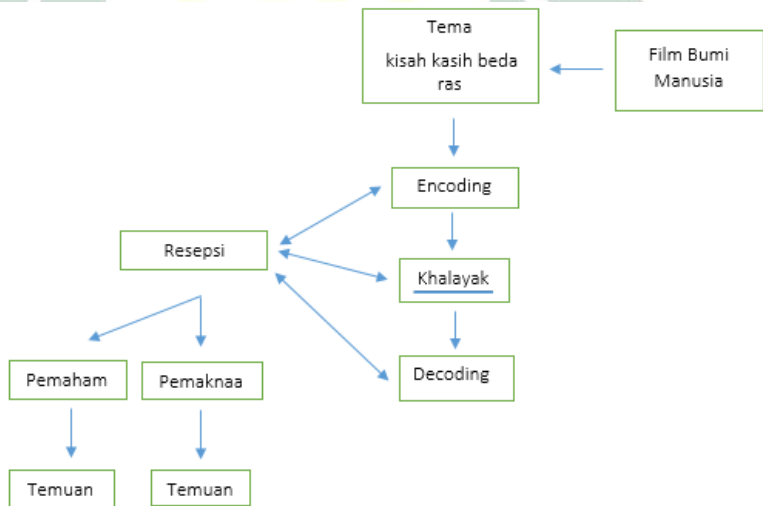 Tema
kisah kasih beda
ras
Film Bumi
Manusia
Encoding
Resepsi
Khalayak
Decoding
Pemaham
Pemaknaa
Temuan
Temuan